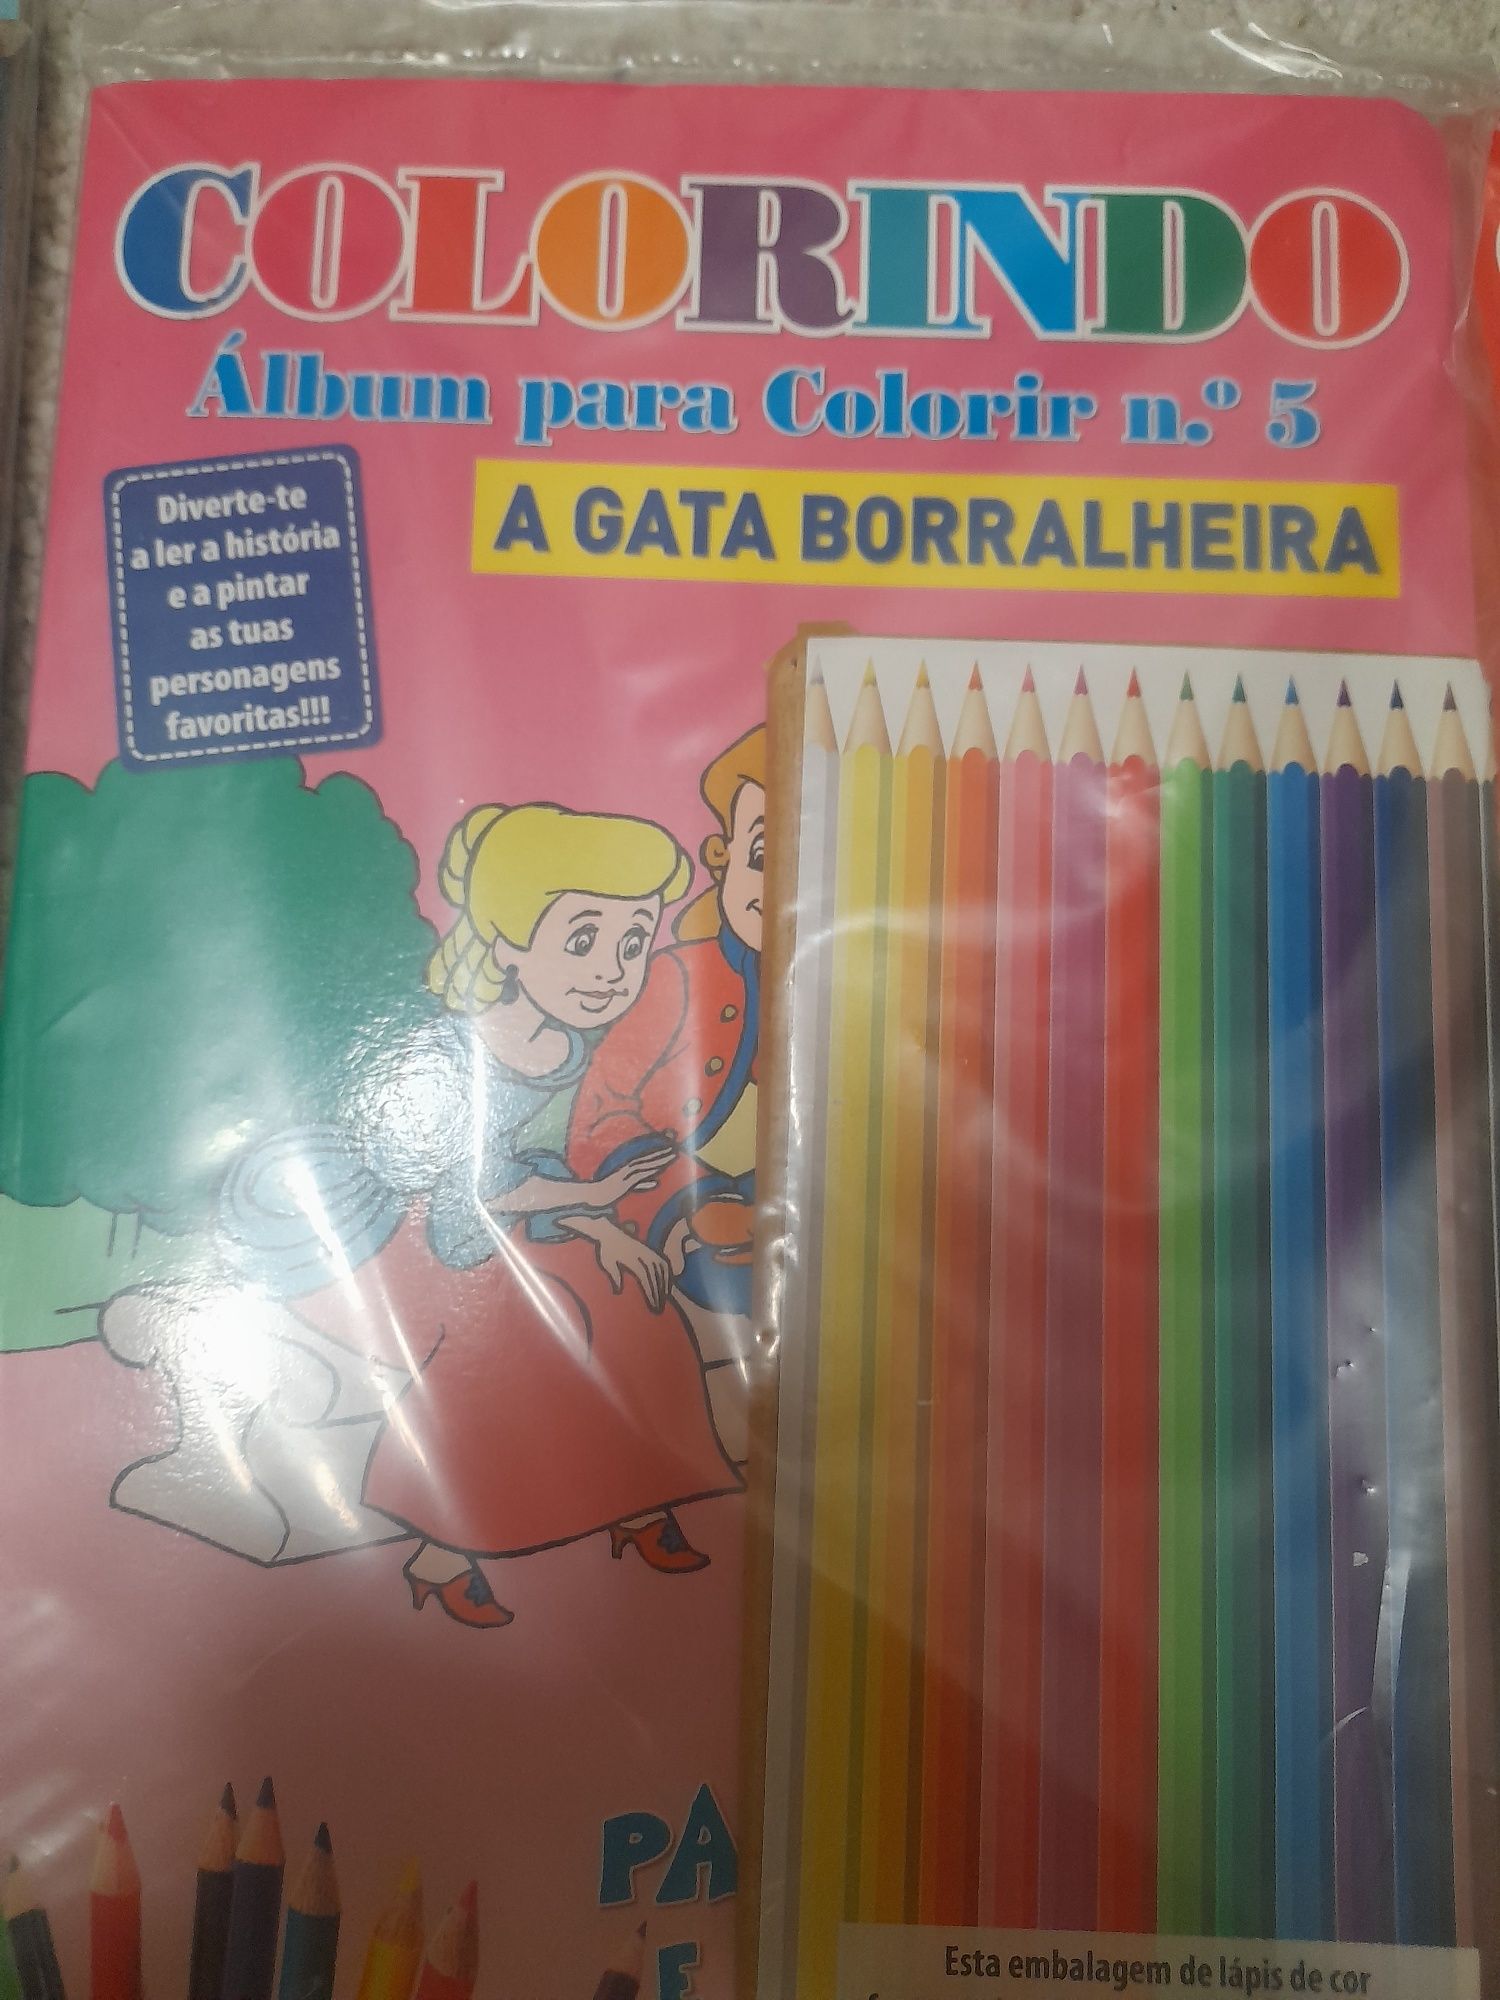 COLORINDO
Álbum para Colorir n.º 5
A GATA BORRALHEIRA
Diverte-te
a ler a história
e a pintar
as tuas
personagens
favoritas!!!
PA
E
Esta embalagem de lápis de cor